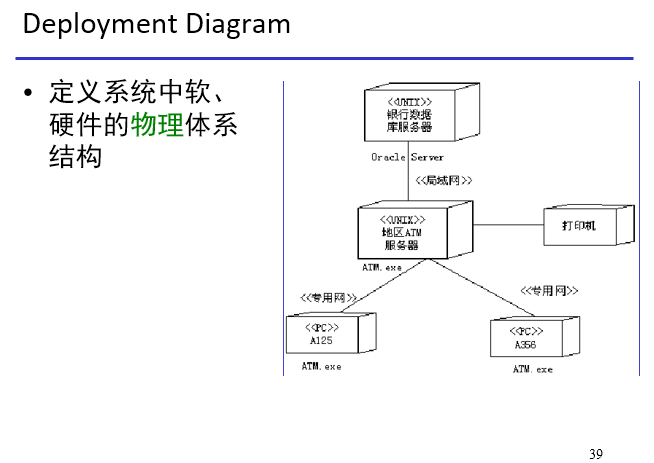 Deployment Diagram
• 定义系统中软、
硬件的物理体系
结构
<<UNIX>>
银行数据
库服务器
Oracle Server
<<局域网>>
<<UNIX>>
地区ATM
服务器
打印机
ATM.exe
<<专用网>>
<<专用网>>
<<PC>>
A125
<<PC>>
A356
ATM.exe
ATM.exe
39